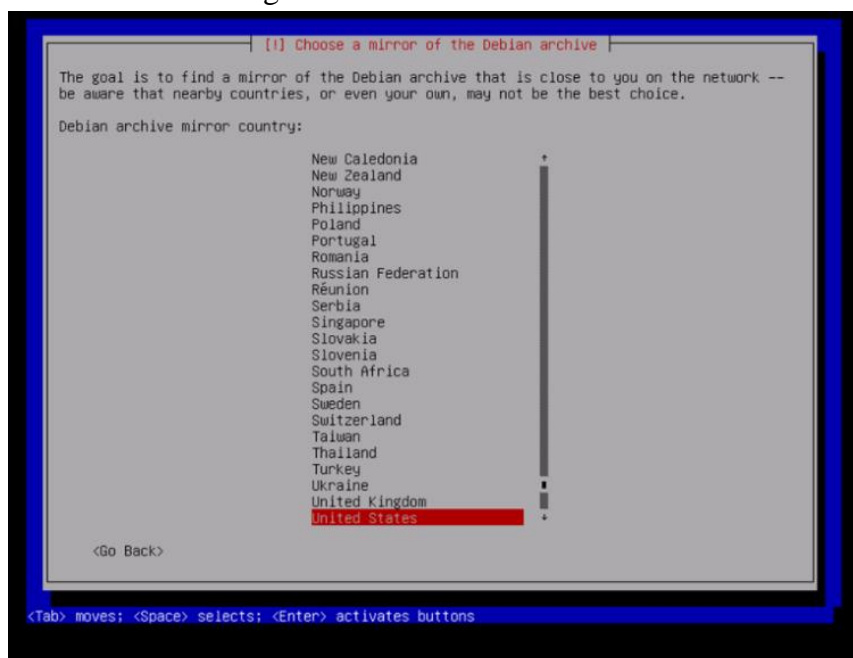 [!] Choose a mirror of the Debian archive
The goal is to find a mirror of the Debian archive that is close to you on the network --
be aware that nearby countries, or even your own, may not be the best choice.
Debian archive mirror country:
New Caledonia
New Zealand
Norway
Philippines
Poland
Portugal
Romania
Russian Federation
Réunion
Serbia
Singapore
Slovakia
Slovenia
South Africa
Spain
Sweden
Switzerland
Taiwan
Thailand
Turkey
Ukraine
United Kingdom
United States
<Go Back>
<Tab> moves; <Space> selects; <Enter> activates buttons